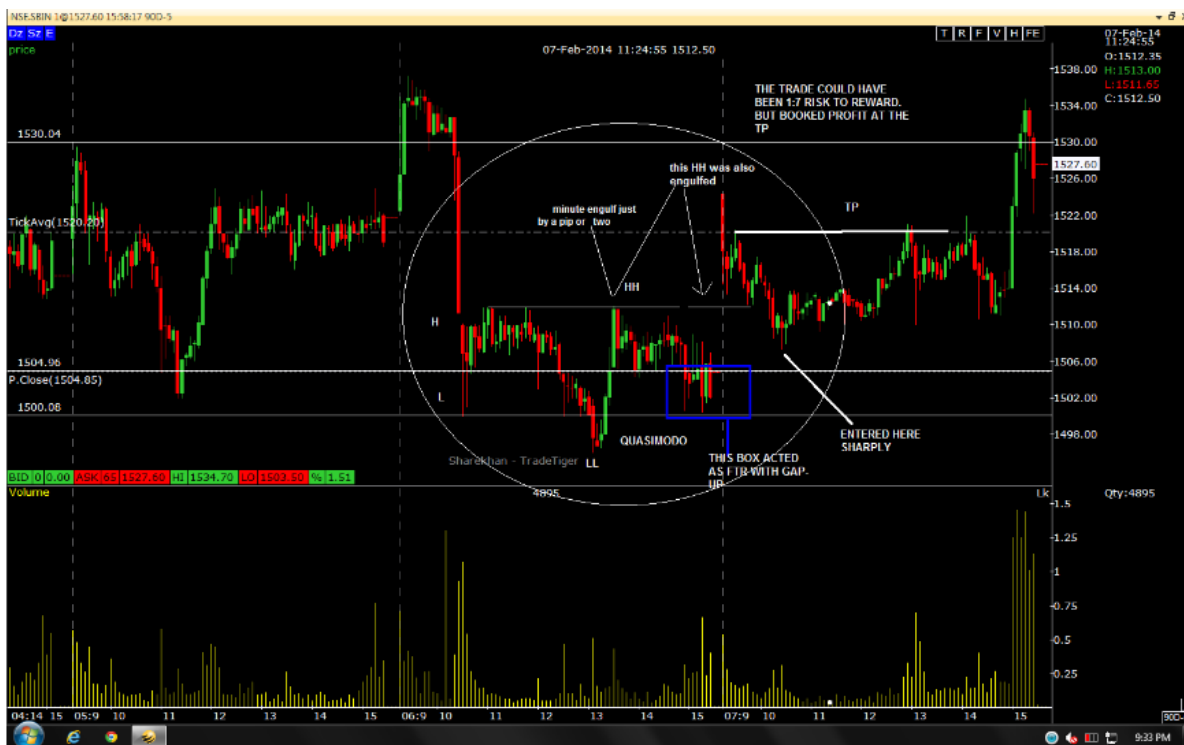 NSE.SBIN 1@1527.60 15:58:17 90D-5
Dz Sz E
T R F V H FE
07-Feb-14
11:24:55
price
07-Feb-2014 11:24:55 1512.50
O:1512.35
H:1513.00
L:1511.65
C:1512.50
1538.00
1534.00
1530.00
1527.60
1526.00
1522.00
1518.00
1514.00
1510.00
1506.00
1502.00
1498.00
THE TRADE COULD HAVE
BEEN 1:7 RISK TO REWARD.
BUT BOOKED PROFIT AT THE
TP
1530.04
this HH was also
engulfed
minute engulf just
by a pip or two
TP
TickAvg(1520.20)
HH
H
1504.96
P.Close(1504.85)
L
1500.08
QUASIMODO
ENTERED HERE
SHARPLY
Sharekhan - TradeTiger
LL
THIS BOX ACTED
AS FTR WITH GAP-
UP
BID 0 0.00 ASK 65 1527.60 HI 1534.70 LO 1503.50 % 1.51
Volume
4895
Lk
Qty:4895
1.5
1.25
1
0.75
0.5
0.25
04:14 15 05:9 10 11 12 13 14 15 06:9 10 11 12 13 14 15 07:9 10 11 12 13 14 15
90D-
9:33 PM